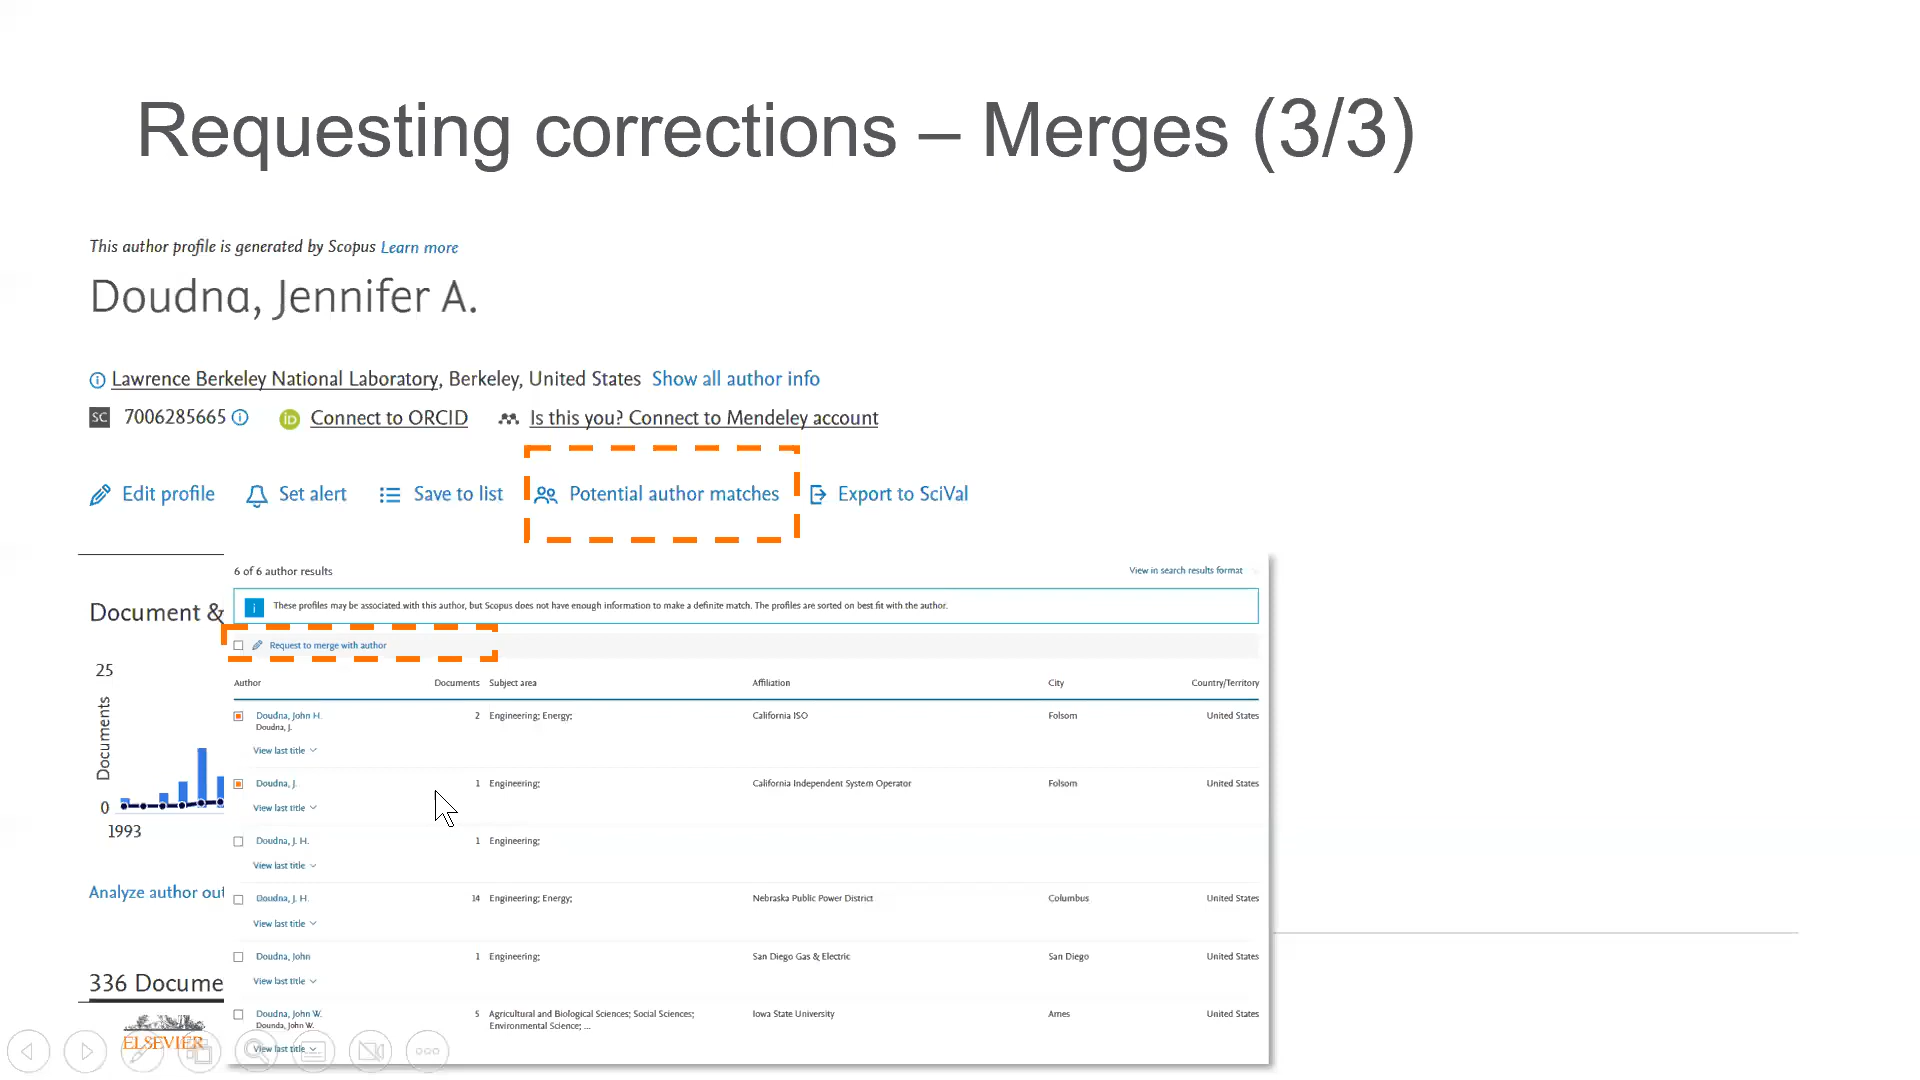 Requesting corrections – Merges (3/3)
This author profile is generated by Scopus Learn more
Doudna, Jennifer A.
Lawrence Berkeley National Laboratory, Berkeley, United States Show all author info
SC 7006285665 iD Connect to ORCID Is this you? Connect to Mendeley account
Edit profile Set alert Save to list Potential author matches Export to SciVal
6 of 6 author results View in search results format
Document &
These profiles may be associated with this author, but Scopus does not have enough information to make a definite match. The profiles are sorted on best fit with the author.
Request to merge with author
25
Documents
0
1993
Author Documents Subject area Affiliation City Country/Territory
Doudna, John H. 2 Engineering; Energy; California ISO Folsom United States
Doudna, J.
View last title
Doudna, J. 1 Engineering; California Independent System Operator Folsom United States
View last title
Doudna, J. H. 1 Engineering;
View last title
Analyze author out
Doudna, J. H. 14 Engineering; Energy; Nebraska Public Power District Columbus United States
View last title
Doudna, John 1 Engineering; San Diego Gas & Electric San Diego United States
View last title
336 Docume
Doudna, John W. 5 Agricultural and Biological Sciences; Social Sciences; Iowa State University Ames United States
Dounda, John W. Environmental Science; ...
View last title
ELSEVIER